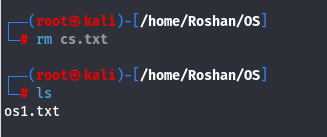 ┌──(root㉿kali)-[/home/Roshan/OS]
└─# rm cs.txt
┌──(root㉿kali)-[/home/Roshan/OS]
└─# ls
os1.txt